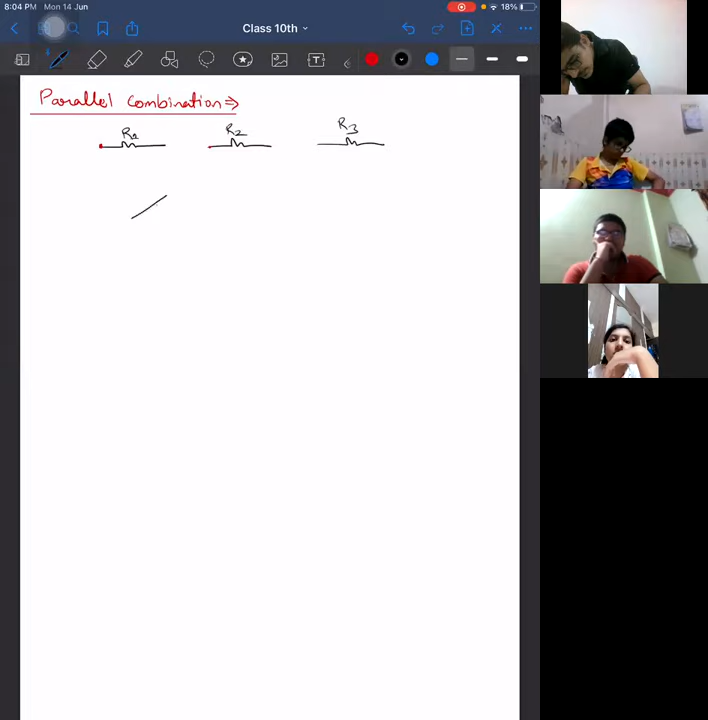 8:04 PM Mon 14 Jun
18%
Class 10th
T
Parallel Combination ⇒
R1 R2 R3